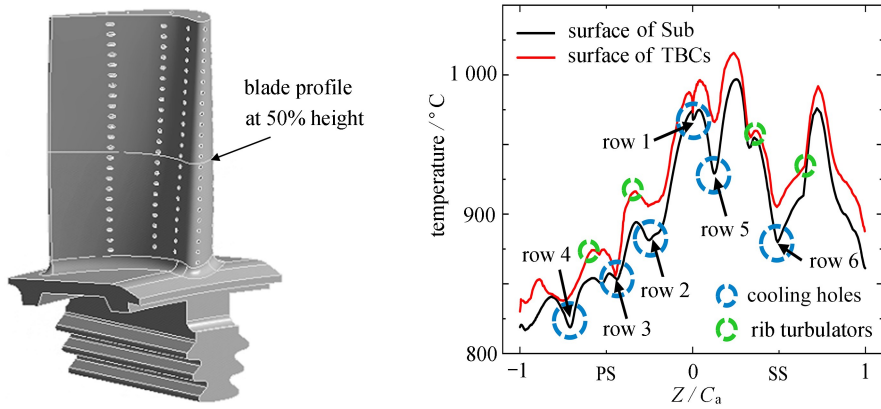 blade profile
at 50% height
surface of Sub
surface of TBCs
1 000
900
800
temperature / °C
row 1
row 5
row 4
row 2
row 3
row 6
cooling holes
rib turbulators
−1
PS
0
SS
1
Z / Ca